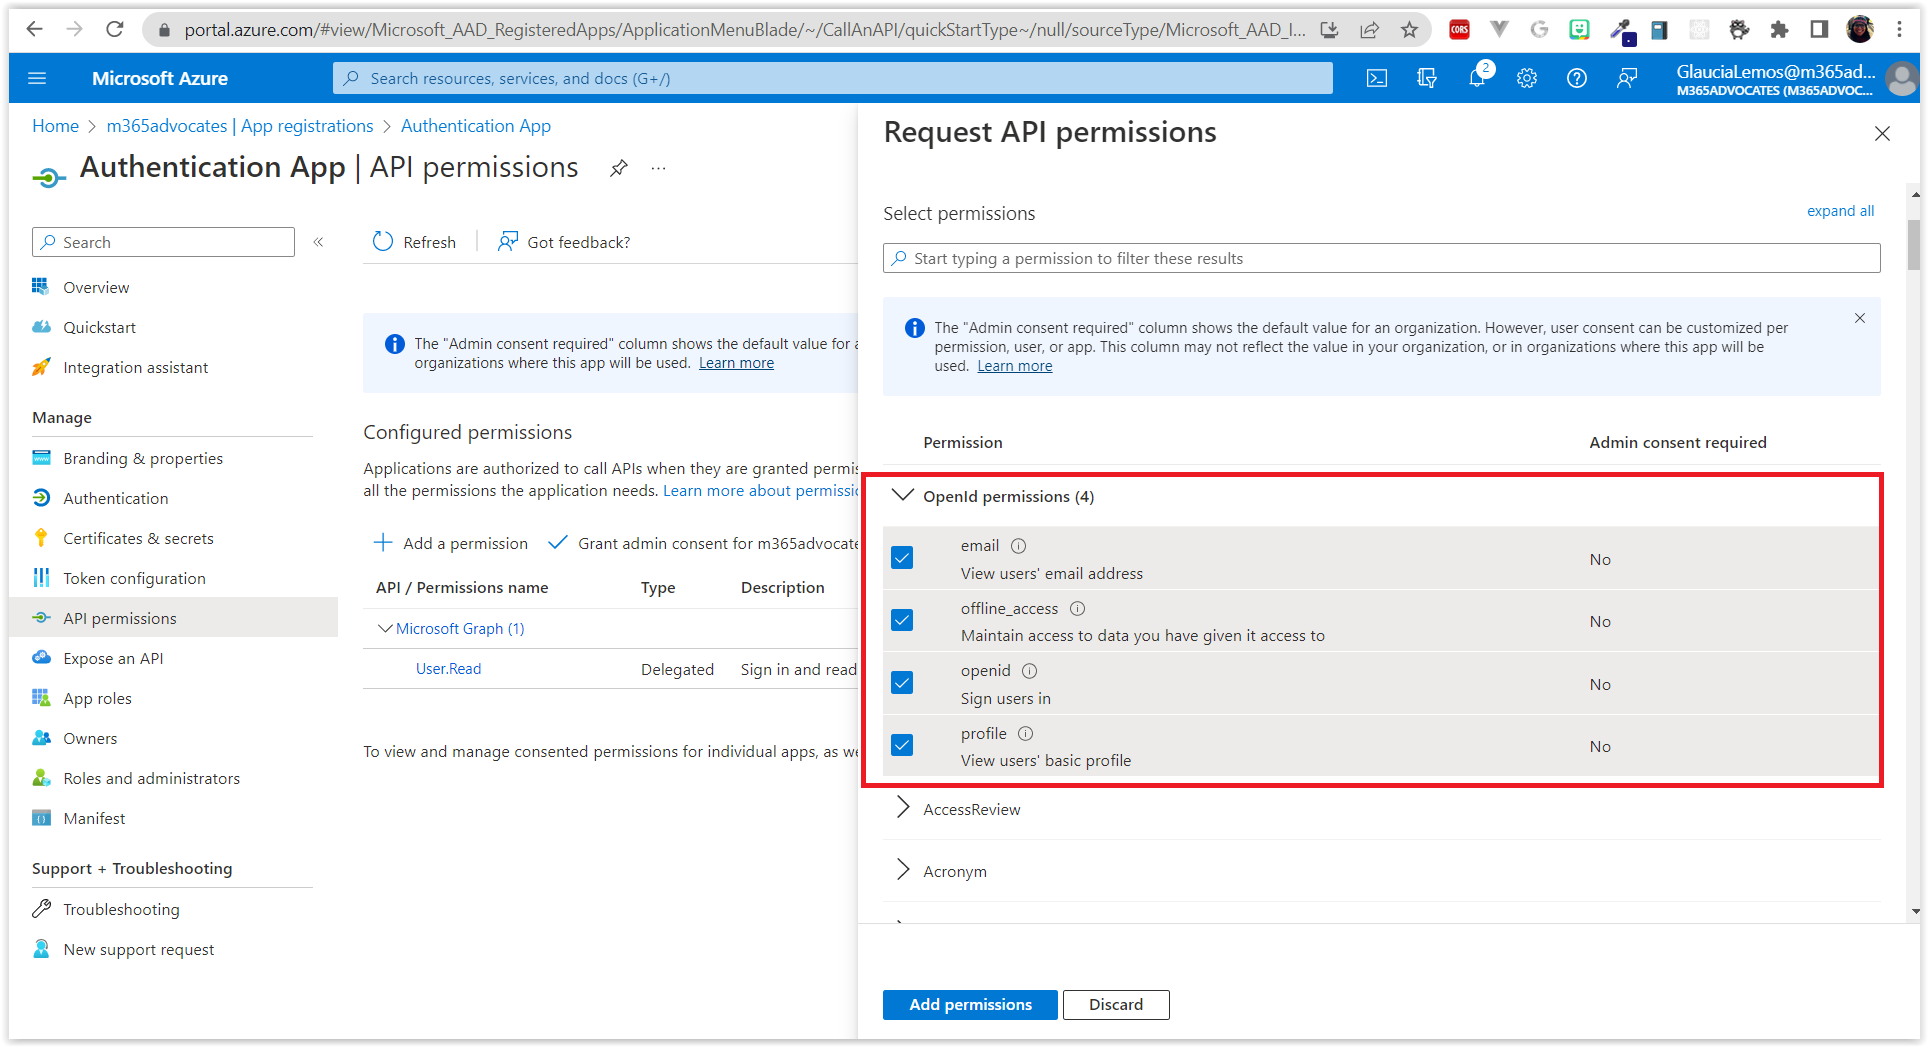 portal.azure.com/#view/Microsoft_AAD_RegisteredApps/ApplicationMenuBlade/~/CallAnAPI/quickStartType~/null/sourceType/Microsoft_AAD_I...
CORS
Microsoft Azure
Search resources, services, and docs (G+/)
2
GlauciaLemos@m365ad...
M365ADVOCATES (M365ADVOC...
Home > m365advocates | App registrations > Authentication App
Authentication App | API permissions
...
Search
«
Overview
Quickstart
Integration assistant
Manage
Branding & properties
Authentication
Certificates & secrets
Token configuration
API permissions
Expose an API
App roles
Owners
Roles and administrators
Manifest
Support + Troubleshooting
Troubleshooting
New support request
Refresh
Got feedback?
The "Admin consent required" column shows the default value for a
organizations where this app will be used. Learn more
Configured permissions
Applications are authorized to call APIs when they are granted permis
all the permissions the application needs. Learn more about permissio
Add a permission
Grant admin consent for m365advocate
API / Permissions name Type Description
Microsoft Graph (1)
User.Read Delegated Sign in and read
To view and manage consented permissions for individual apps, as we
Request API permissions
Select permissions
expand all
Start typing a permission to filter these results
The "Admin consent required" column shows the default value for an organization. However, user consent can be customized per
permission, user, or app. This column may not reflect the value in your organization, or in organizations where this app will be
used. Learn more
Permission Admin consent required
OpenId permissions (4)
email
View users' email address
No
offline_access
Maintain access to data you have given it access to
No
openid
Sign users in
No
profile
View users' basic profile
No
AccessReview
Acronym
Add permissions
Discard